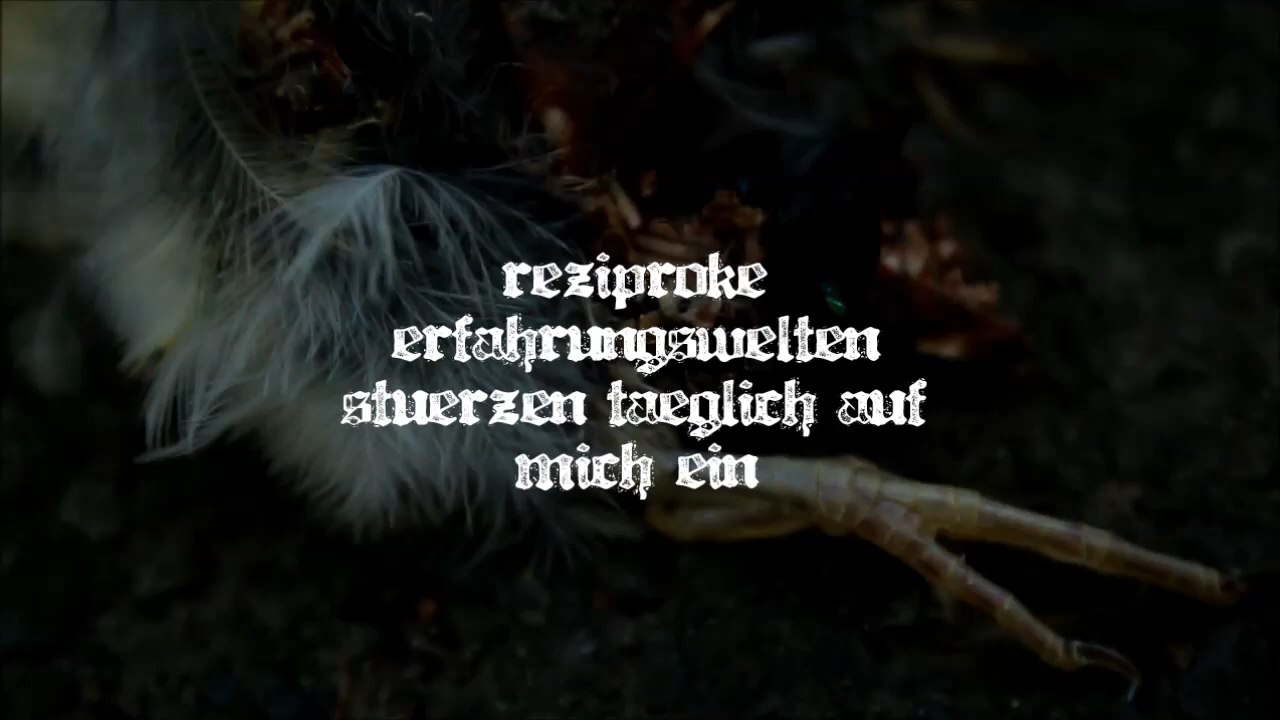 reziproke
erfahrungswelten
stuerzen taeglich auf
mich ein